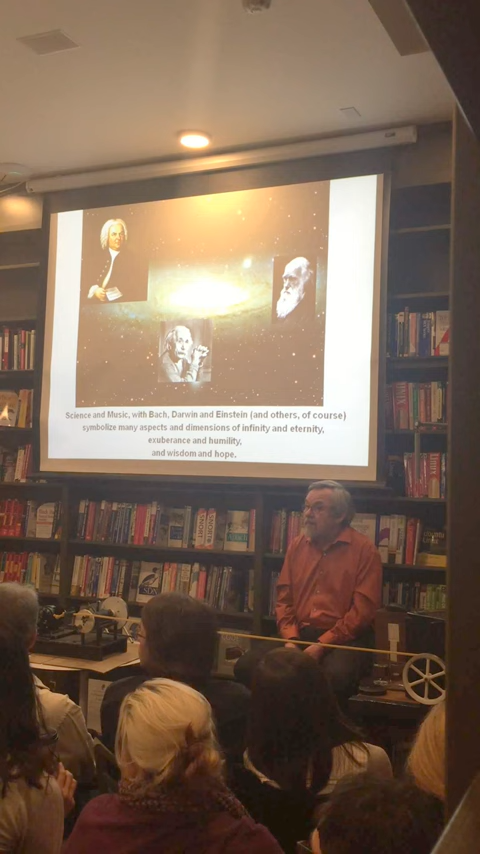 Science and Music, with Bach, Darwin and Einstein (and others, of course)
symbolize many aspects and dimensions of infinity and eternity,
exuberance and humility,
and wisdom and hope.